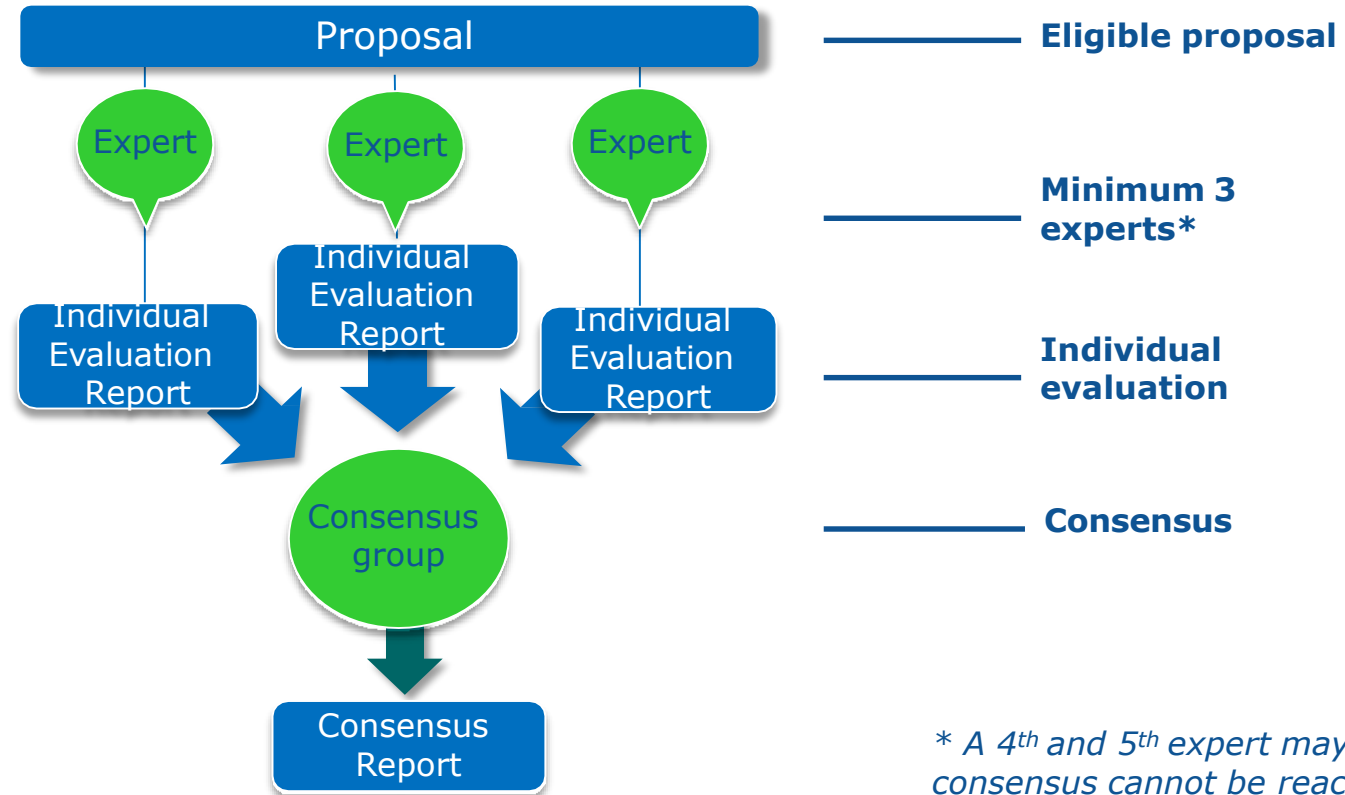 Proposal
Eligible proposal
Expert
Expert
Expert
Minimum 3
experts*
Individual
Evaluation
Report
Individual
Evaluation
Report
Individual
Evaluation
Report
Individual
evaluation
Consensus
group
Consensus
Consensus
Report
* A 4th and 5th expert may
consensus cannot be reac